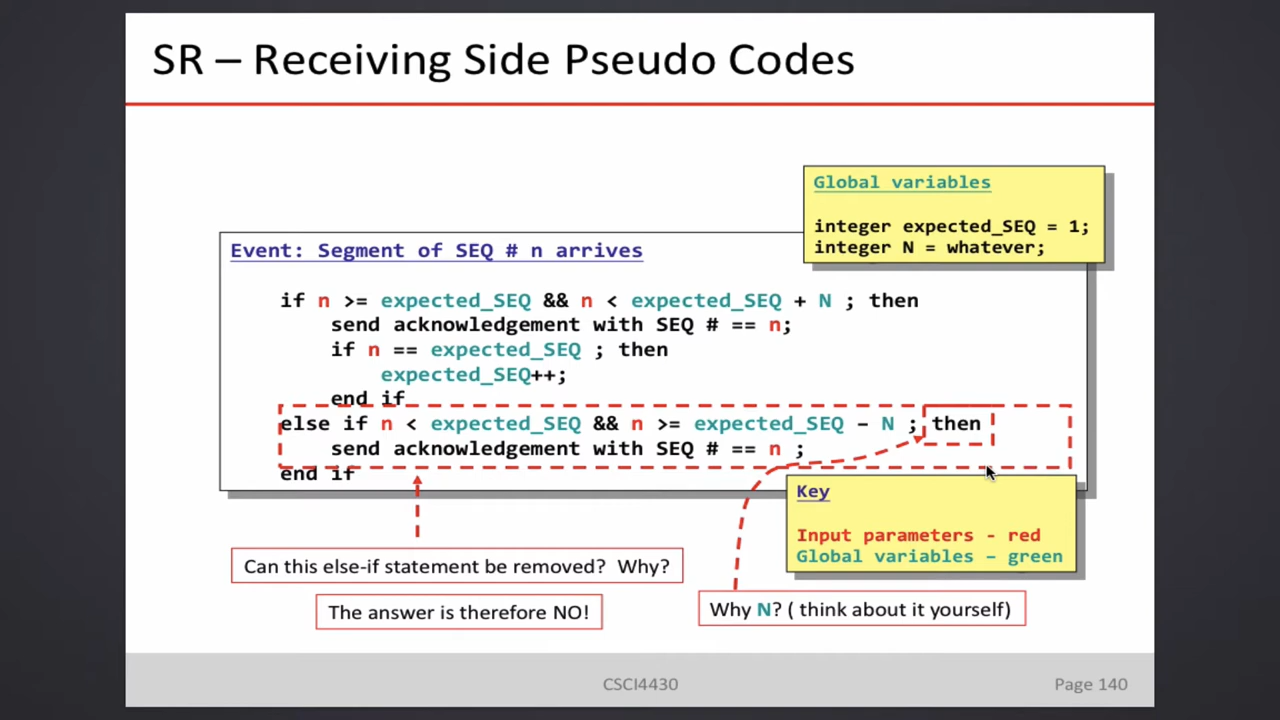 SR – Receiving Side Pseudo Codes
Global variables
integer expected_SEQ = 1;
integer N = whatever;
Event: Segment of SEQ # n arrives
if n >= expected_SEQ && n < expected_SEQ + N ; then
send acknowledgement with SEQ # == n;
if n == expected_SEQ ; then
expected_SEQ++;
end if
else if n < expected_SEQ && n >= expected_SEQ – N ; then
send acknowledgement with SEQ # == n ;
end if
Key
Input parameters - red
Global variables – green
Can this else-if statement be removed? Why?
The answer is therefore NO!
Why N? ( think about it yourself)
CSCI4430
Page 140